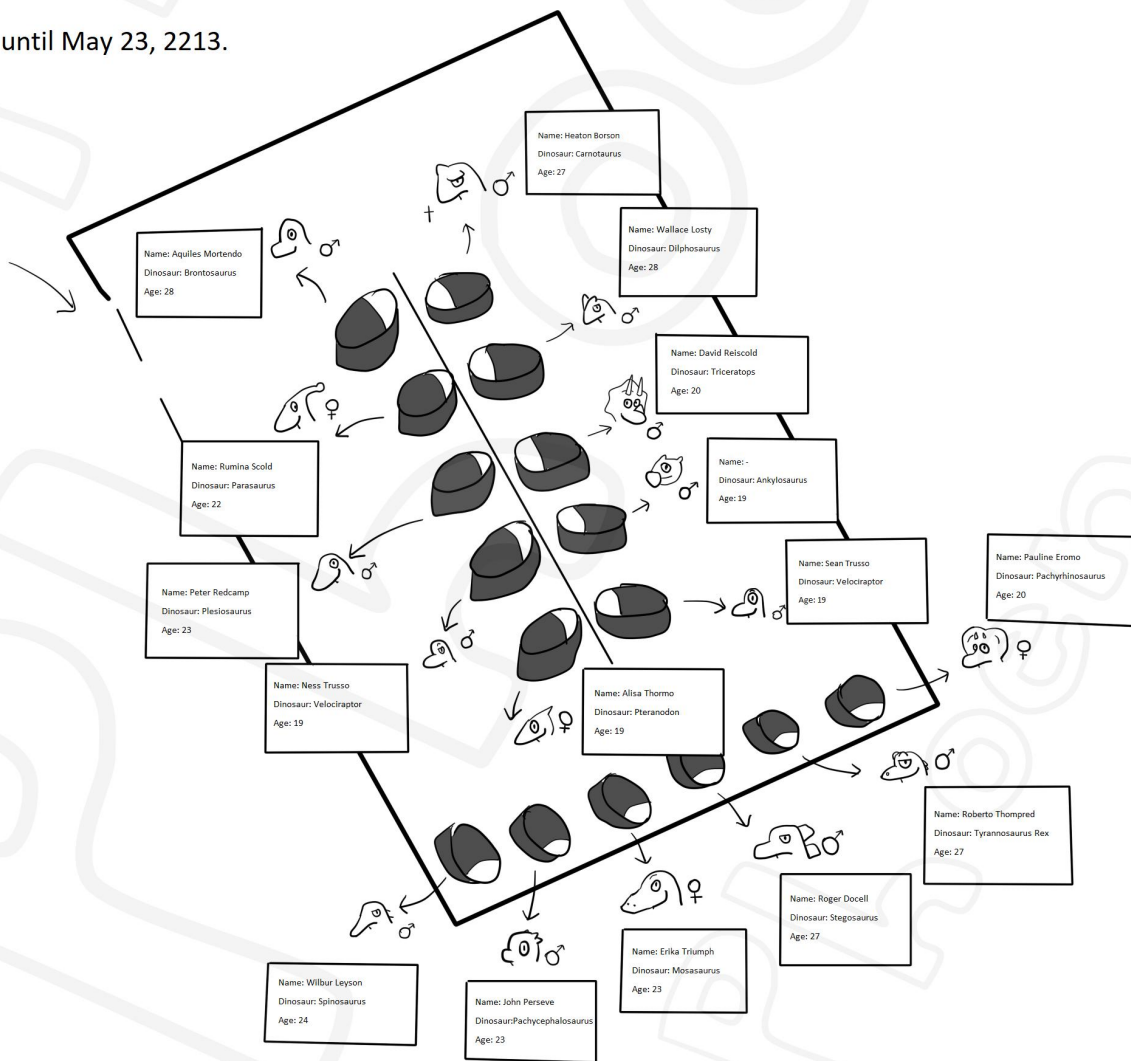 until May 23, 2213.
Name: Heaton Borson
Dinosaur: Carnotaurus
Age: 27
Name: Wallace Losty
Dinosaur: Dilphosaurus
Age: 28
Name: Aquiles Mortendo
Dinosaur: Brontosaurus
Age: 28
Name: David Reiscold
Dinosaur: Triceratops
Age: 20
Name: Rumina Scold
Dinosaur: Parasaurus
Age: 22
Name: -
Dinosaur: Ankylosaurus
Age: 19
Name: Peter Redcamp
Dinosaur: Plesiosaurus
Age: 23
Name: Sean Trusso
Dinosaur: Velociraptor
Age: 19
Name: Pauline Eromo
Dinosaur: Pachyrhinosaurus
Age: 20
Name: Ness Trusso
Dinosaur: Velociraptor
Age: 19
Name: Alisa Thormo
Dinosaur: Pteranodon
Age: 19
Name: Roberto Thompred
Dinosaur: Tyrannosaurus Rex
Age: 27
Name: Roger Docell
Dinosaur: Stegosaurus
Age: 27
Name: Erika Triumph
Dinosaur: Mosasaurus
Age: 23
Name: Wilbur Leyson
Dinosaur: Spinosaurus
Age: 24
Name: John Perseve
Dinosaur:Pachycephalosaurus
Age: 23